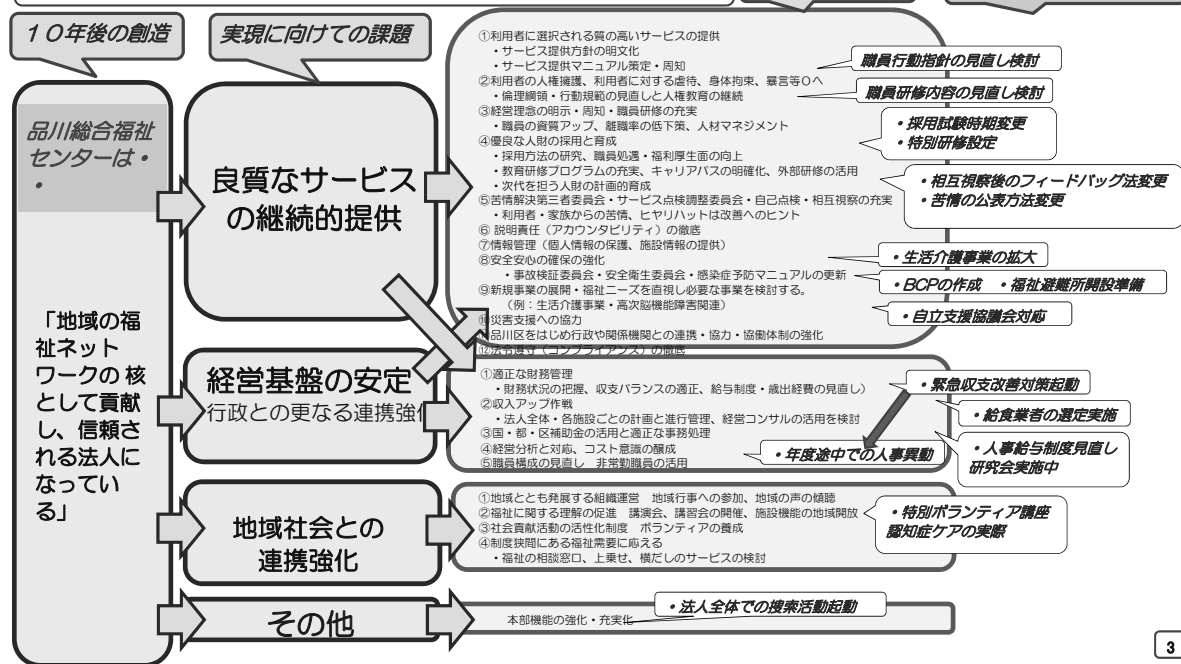 10年後の創造
実現に向けての課題
品川総合福祉
センターは・
・
「地域の福
祉ネット
ワークの 核
として貢献
し、信頼さ
れる法人に
なってい
る」
良質なサービス
の継続的提供
①利用者に選択される質の高いサービスの提供
・サービス提供方針の明文化
・サービス提供マニュアル策定・周知
②利用者の人権擁護、利用者に対する虐待、身体拘束、暴言等0へ
・倫理綱領・行動規範の見直しと人権教育の継続
③経営理念の明示・周知・職員研修の充実
・職員の資質アップ、離職率の低下策、人材マネジメント
④優良な人財の採用と育成
・採用方法の研究、職員処遇・福利厚生面の向上
・教育研修プログラムの充実、キャリアパスの明確化、外部研修の活用
・次代を担う人財の計画的育成
⑤苦情解決第三者委員会・サービス点検調整委員会・自己点検・相互視察の充実
・利用者・家族からの苦情、ヒヤリハットは改善へのヒント
⑥ 説明責任（アカウンタビリティ）の徹底
⑦情報管理（個人情報の保護、施設情報の提供）
⑧安全安心の確保の強化
・事故検証委員会・安全衛生委員会・感染症予防マニュアルの更新
⑨新規事業の展開・福祉ニーズを直視し必要な事業を検討する。
（例：生活介護事業・高次脳機能障害関連）
⑩災害支援への協力
品川区をはじめ行政や関係機関との連携・協力・協働体制の強化
⑫法令遵守（コンプライアンス）の徹底
職員行動指針の見直し検討
職員研修内容の見直し検討
・採用試験時期変更
・特別研修設定
・相互視察後のフィードバッグ法変更
・苦情の公表方法変更
・生活介護事業の拡大
・BCPの作成　・福祉避難所開設準備
・自立支援協議会対応
経営基盤の安定
行政との更なる連携強化
①適正な財務管理
・財務状況の把握、収支バランスの適正、給与制度・歳出経費の見直し）
②収入アップ作戦
・法人全体・各施設ごとの計画と進行管理、経営コンサルの活用を検討
③国・都・区補助金の活用と適正な事務処理
④経営分析と対応、コスト意識の醸成
⑤職員構成の見直し　非常勤職員の活用
・緊急収支改善対策起動
・給食業者の選定実施
・人事給与制度見直し
研究会実施中
・年度途中での人事異動
地域社会との
連携強化
①地域ととも発展する組織運営　地域行事への参加、地域の声の傾聴
②福祉に関する理解の促進　講演会、講習会の開催、施設機能の地域開放
③社会貢献活動の活性化制度　ボランティアの養成
④制度狭間にある福祉需要に応える
・福祉の相談窓口、上乗せ、横だしのサービスの検討
・特別ボランティア講座
認知症ケアの実際
その他
本部機能の強化・充実化
・法人全体での捜索活動起動
3